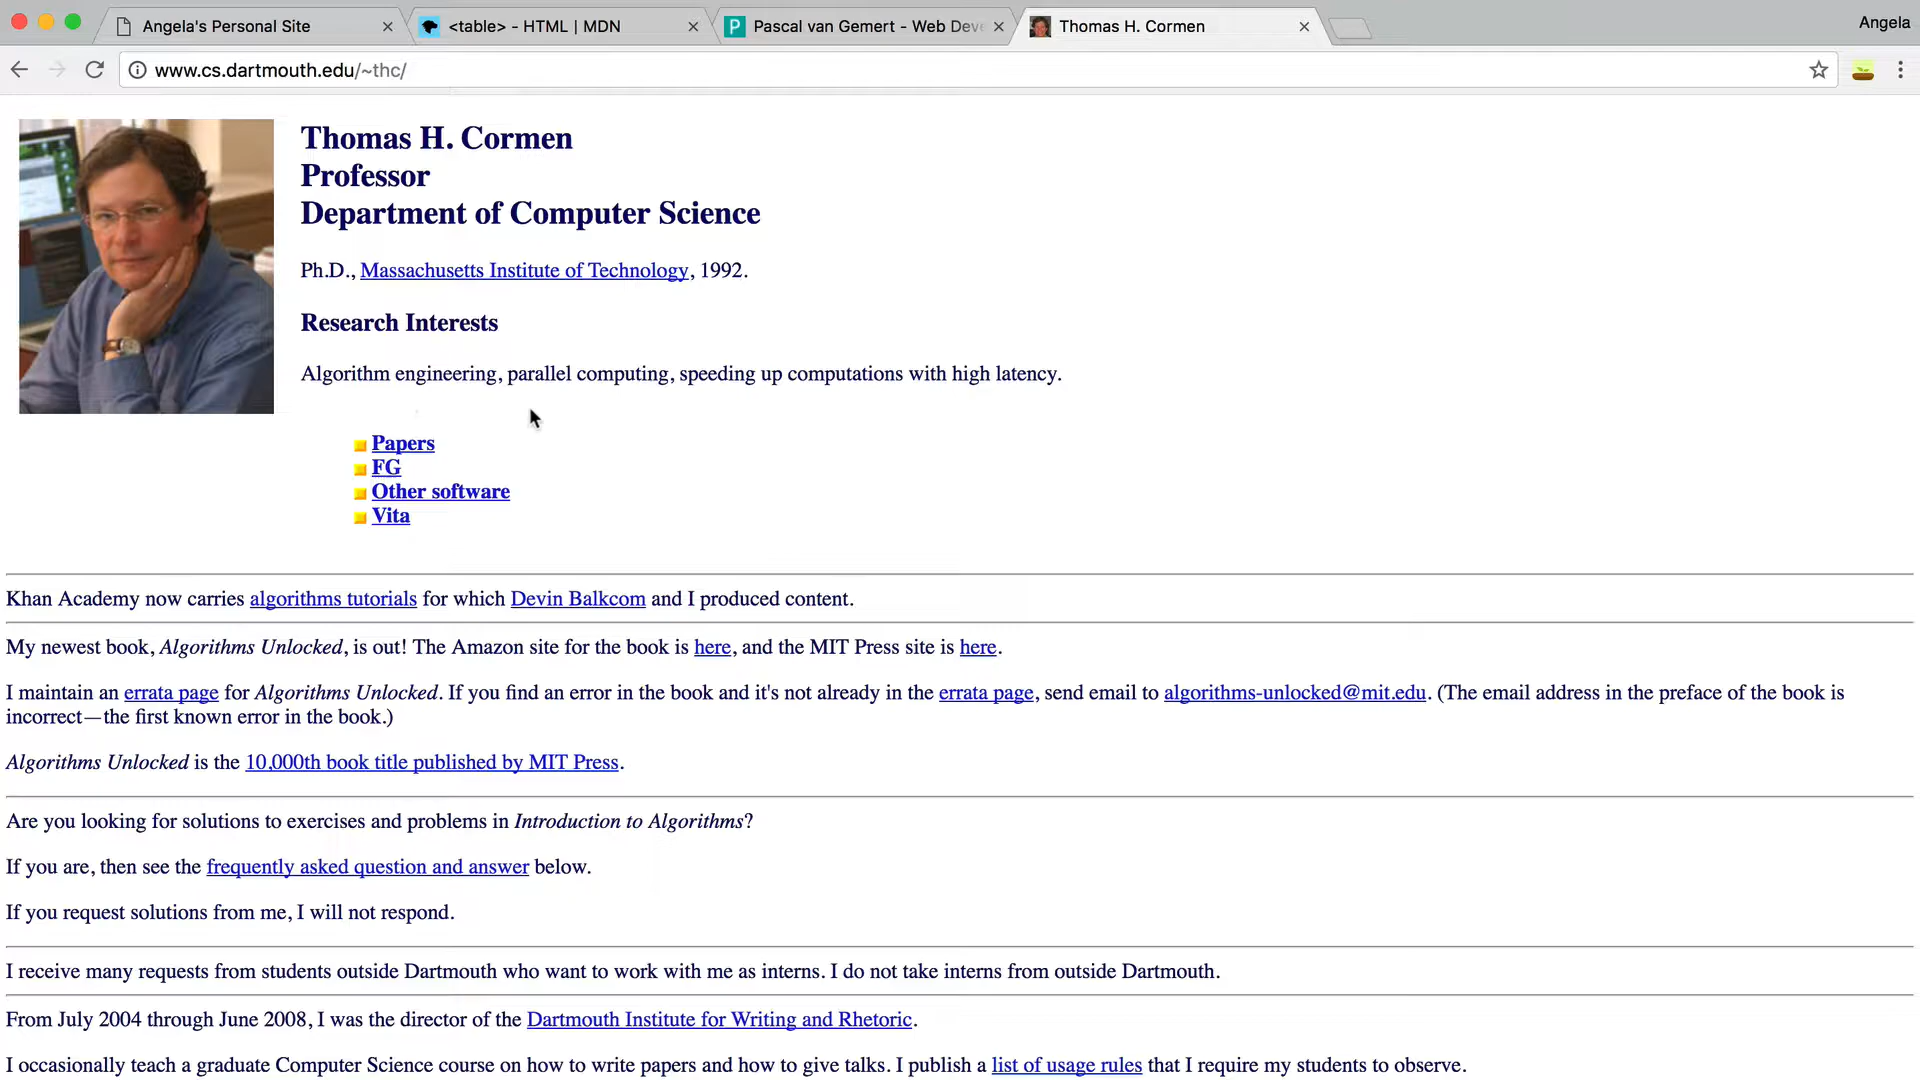 Angela's Personal Site
<table> - HTML | MDN
Pascal van Gemert - Web Deve
Thomas H. Cormen
Angela
www.cs.dartmouth.edu/~thc/
Thomas H. Cormen
Professor
Department of Computer Science
Ph.D., Massachusetts Institute of Technology, 1992.
Research Interests
Algorithm engineering, parallel computing, speeding up computations with high latency.
Papers
FG
Other software
Vita
Khan Academy now carries algorithms tutorials for which Devin Balkcom and I produced content.
My newest book, Algorithms Unlocked, is out! The Amazon site for the book is here, and the MIT Press site is here.
I maintain an errata page for Algorithms Unlocked. If you find an error in the book and it's not already in the errata page, send email to algorithms-unlocked@mit.edu. (The email address in the preface of the book is
incorrect—the first known error in the book.)
Algorithms Unlocked is the 10,000th book title published by MIT Press.
Are you looking for solutions to exercises and problems in Introduction to Algorithms?
If you are, then see the frequently asked question and answer below.
If you request solutions from me, I will not respond.
I receive many requests from students outside Dartmouth who want to work with me as interns. I do not take interns from outside Dartmouth.
From July 2004 through June 2008, I was the director of the Dartmouth Institute for Writing and Rhetoric.
I occasionally teach a graduate Computer Science course on how to write papers and how to give talks. I publish a list of usage rules that I require my students to observe.